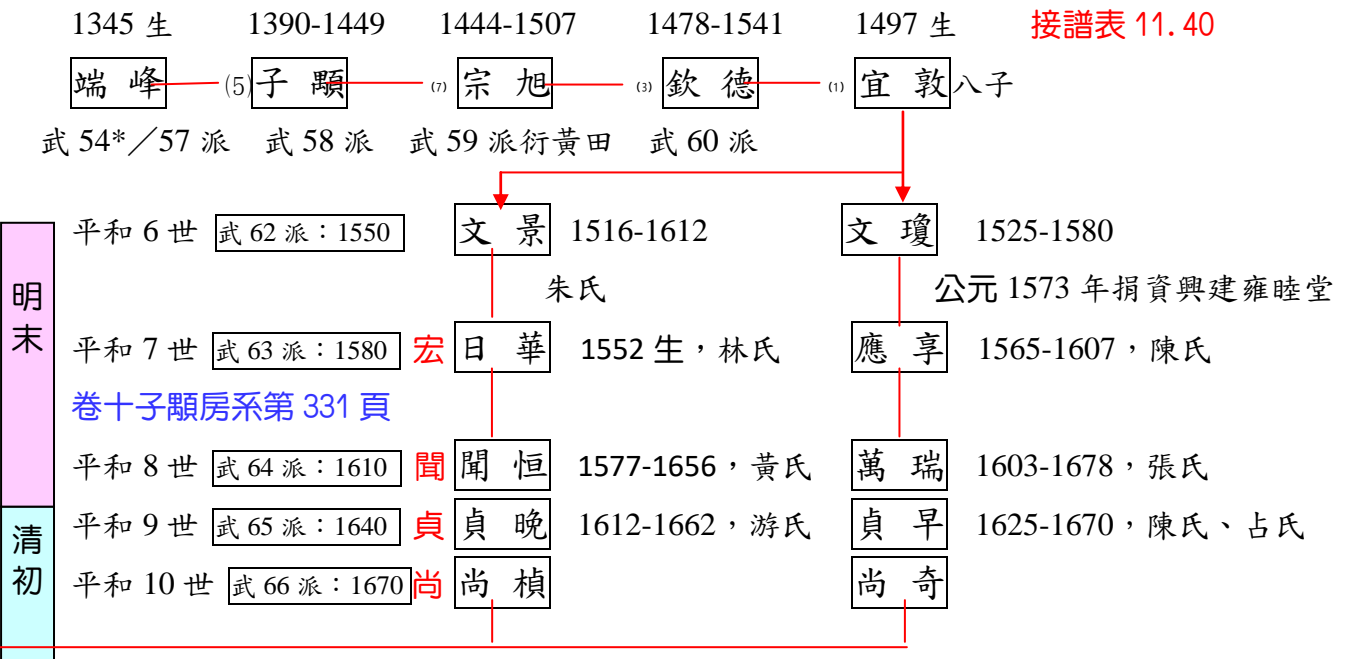 1345 生 1390-1449 1444-1507 1478-1541 1497 生 接譜表 11.40
端 峰 (5) 子 顒 (7) 宗 旭 (3) 欽 德 (1) 宜 敦 八子
武 54*／57 派 武 58 派 武 59 派衍黃田 武 60 派
平和 6 世 武 62 派：1550 文 景 1516-1612 文 瓊 1525-1580
朱氏 公元 1573 年捐資興建雍睦堂
明末
平和 7 世 武 63 派：1580 宏 日 華 1552 生，林氏 應 享 1565-1607，陳氏
卷十子顒房系第 331 頁
平和 8 世 武 64 派：1610 聞 聞 恒 1577-1656，黃氏 萬 瑞 1603-1678，張氏
清初
平和 9 世 武 65 派：1640 貞 貞 晚 1612-1662，游氏 貞 早 1625-1670，陳氏、占氏
平和 10 世 武 66 派：1670 尚 尚 楨 尚 奇